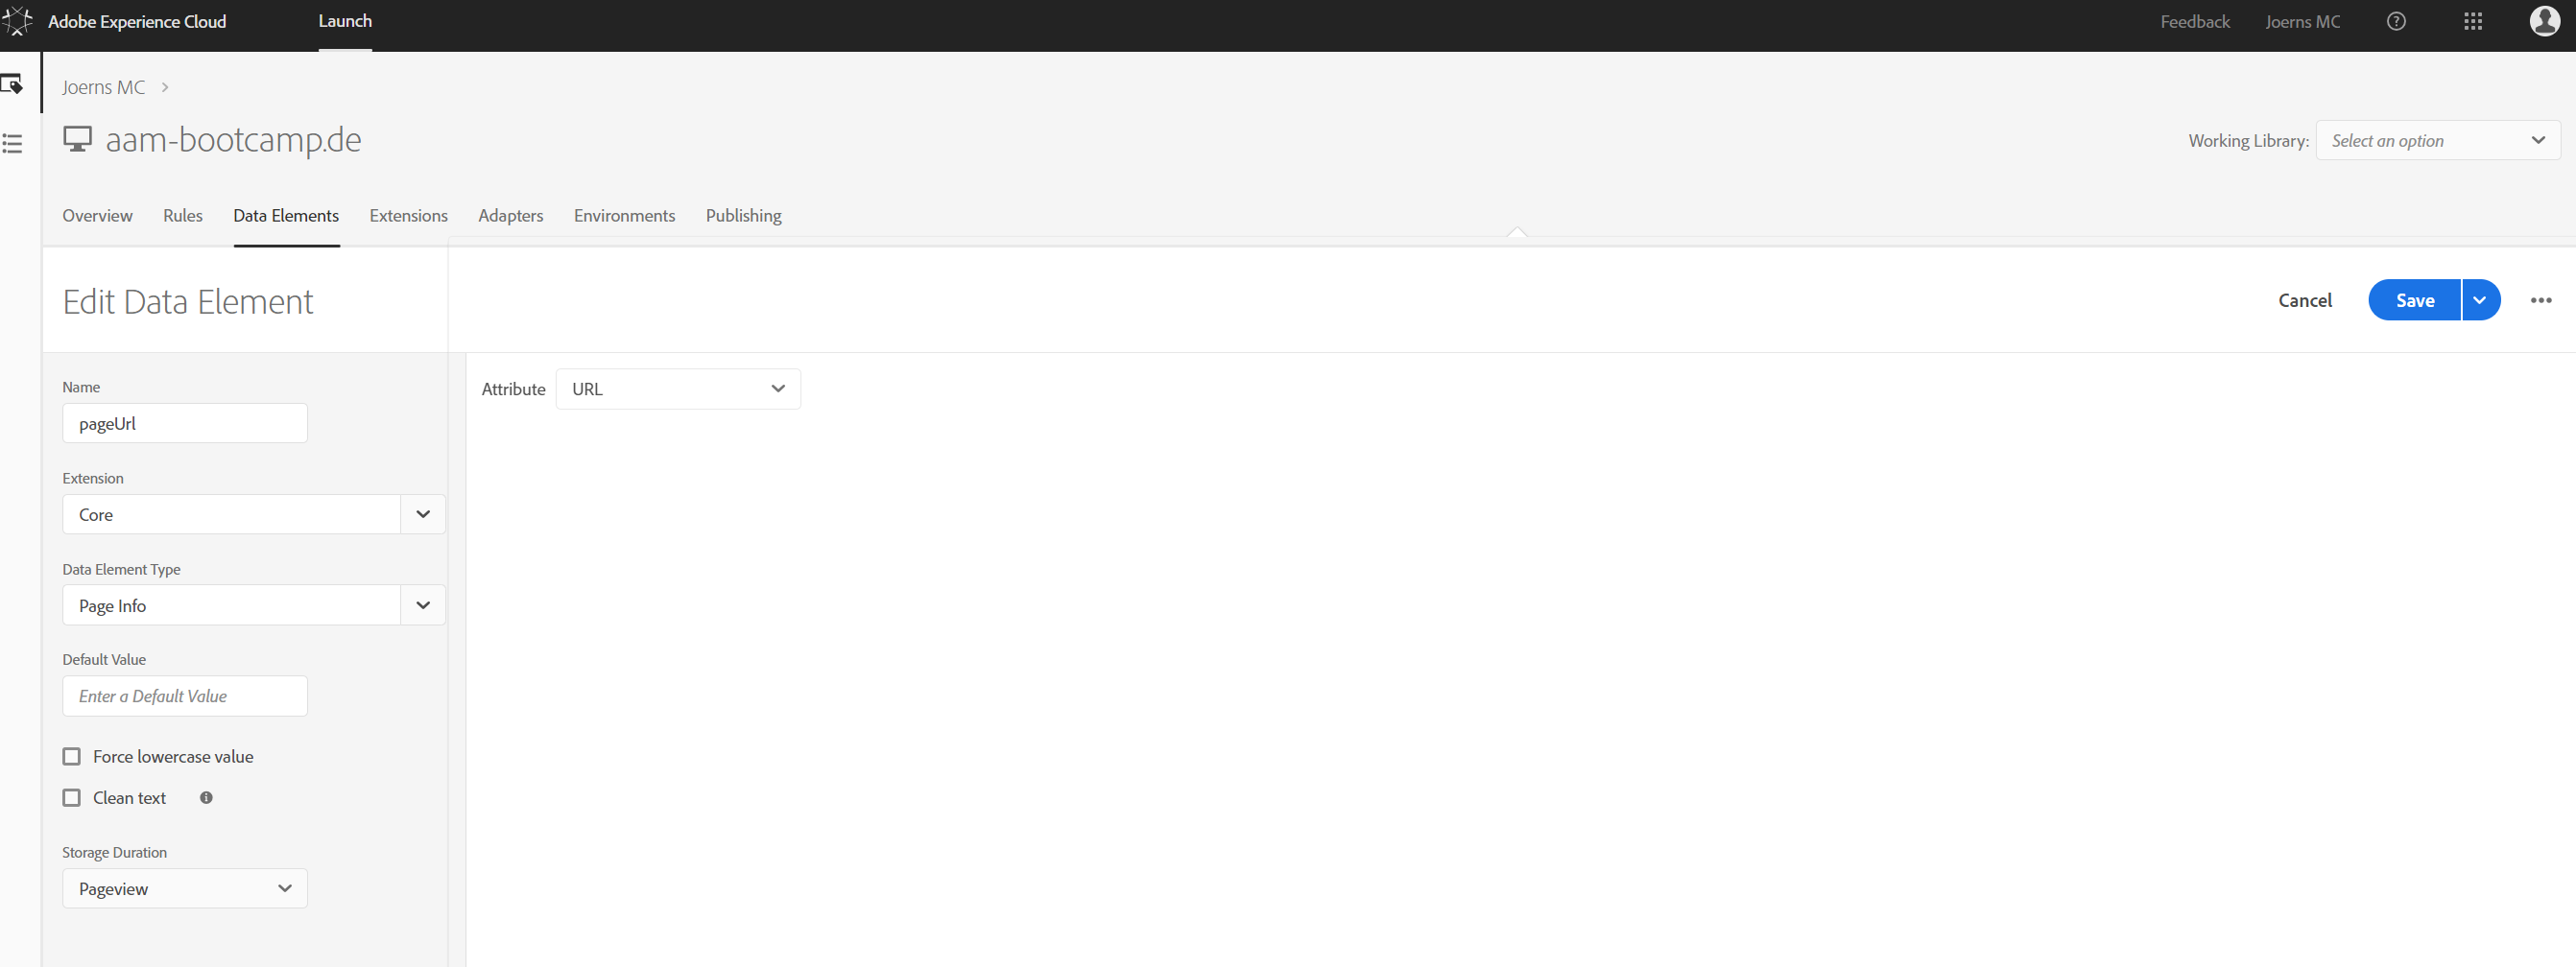 Adobe Experience Cloud Launch Feedback Joerns MC
Joerns MC
aam-bootcamp.de
Working Library: Select an option
Overview Rules Data Elements Extensions Adapters Environments Publishing
Edit Data Element
Cancel Save
Name
pageUrl
Attribute URL
Extension
Core
Data Element Type
Page Info
Default Value
Enter a Default Value
Force lowercase value
Clean text
Storage Duration
Pageview